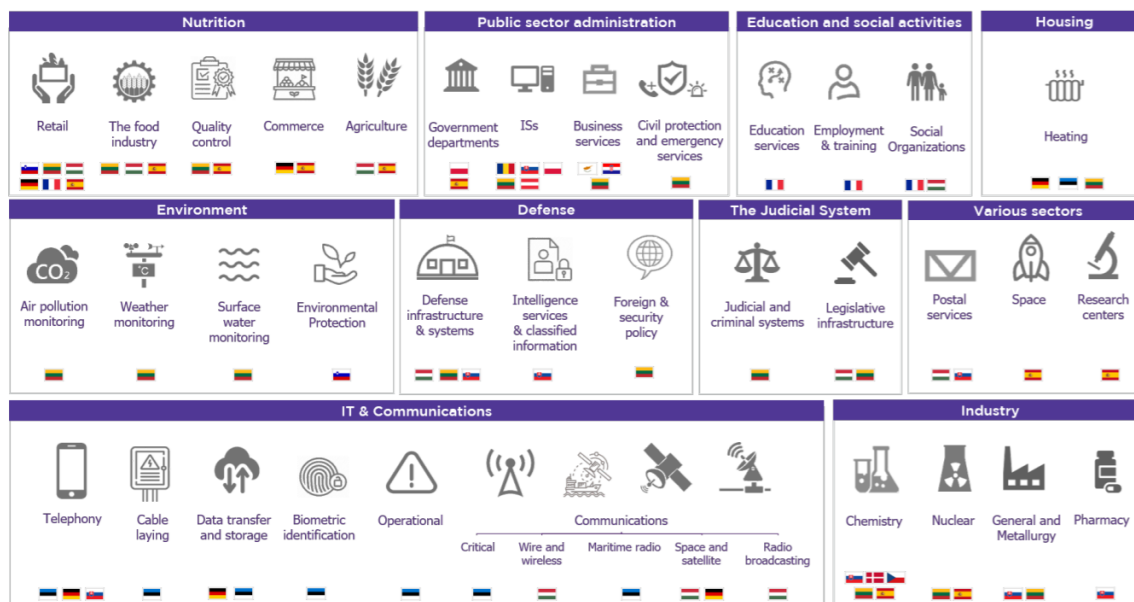 Nutrition
Public sector administration
Education and social activities
Housing
Retail
The food
industry
Quality
control
Commerce
Agriculture
Government
departments
ISs
Business
services
Civil protection
and emergency
services
Education
services
Employment
& training
Social
Organizations
Heating
Environment
Defense
The Judicial System
Various sectors
CO2
°C
Air pollution
monitoring
Weather
monitoring
Surface
water
monitoring
Environmental
Protection
Defense
infrastructure
& systems
Intelligence
services
& classified
information
Foreign &
security
policy
Judicial and
criminal systems
Legislative
infrastructure
Postal
services
Space
Research
centers
IT & Communications
Industry
Telephony
Cable
laying
Data transfer
and storage
Biometric
identification
Operational
Communications
Critical
Wire and
wireless
Maritime radio
Space and
satellite
Radio
broadcasting
Chemistry
Nuclear
General and
Metallurgy
Pharmacy